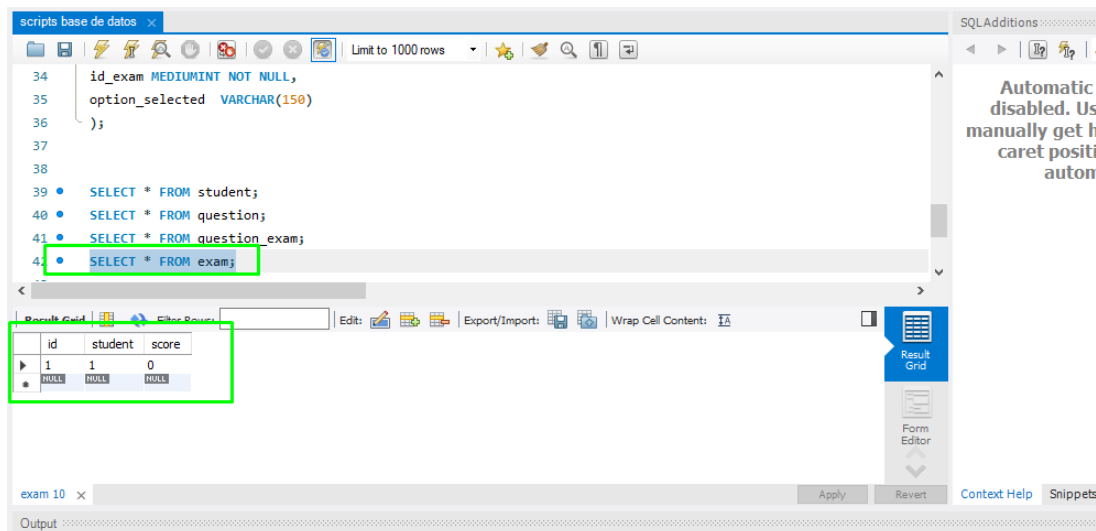 scripts base de datos
SQLAdditions
Limit to 1000 rows
34 id_exam MEDIUMINT NOT NULL,
35 option_selected VARCHAR(150)
36 );
37
38
39 SELECT * FROM student;
40 SELECT * FROM question;
41 SELECT * FROM question_exam;
42 SELECT * FROM exam;
Automatic
disabled. Us
manually get h
caret positi
autom
Result Grid Filter Rows: Edit: Export/Import: Wrap Cell Content:
id student score
1 1 0
NULL NULL NULL
Result
Grid
Form
Editor
exam 10
Apply Revert
Context Help Snippets
Output